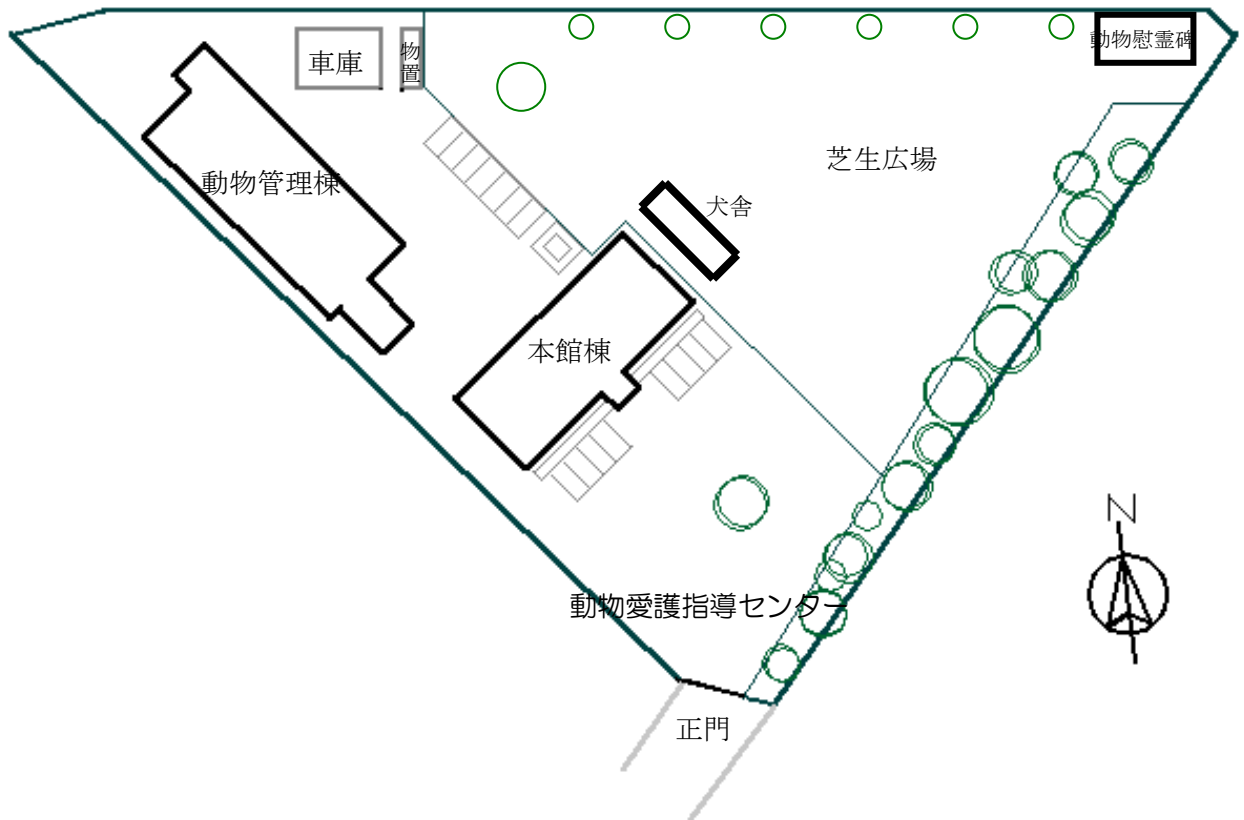 車庫
物置
動物慰霊碑
芝生広場
動物管理棟
犬舎
本館棟
N
動物愛護指導センター
正門